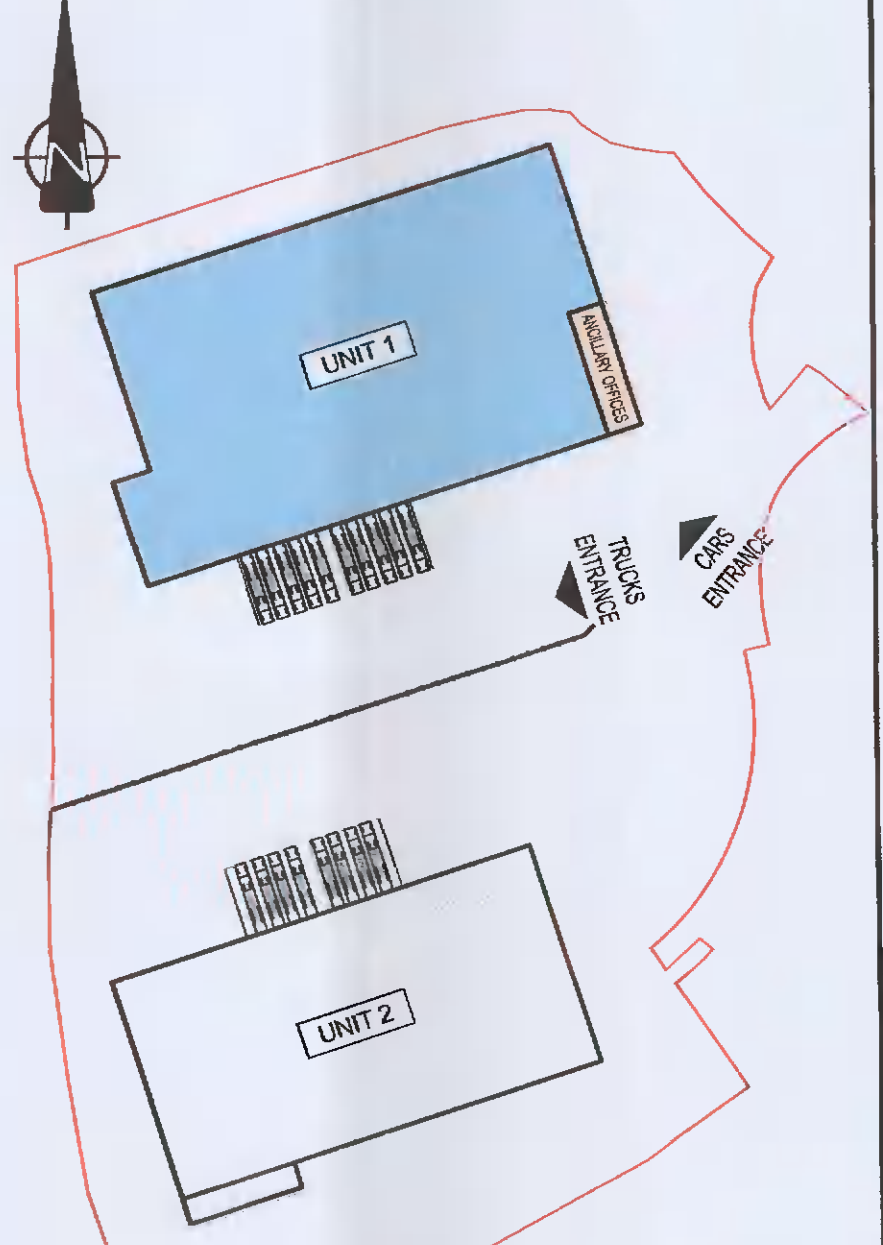 N
UNIT 1
ANCILLARY OFFICES
TRUCKS
ENTRANCE
CARS
ENTRANCE
UNIT 2